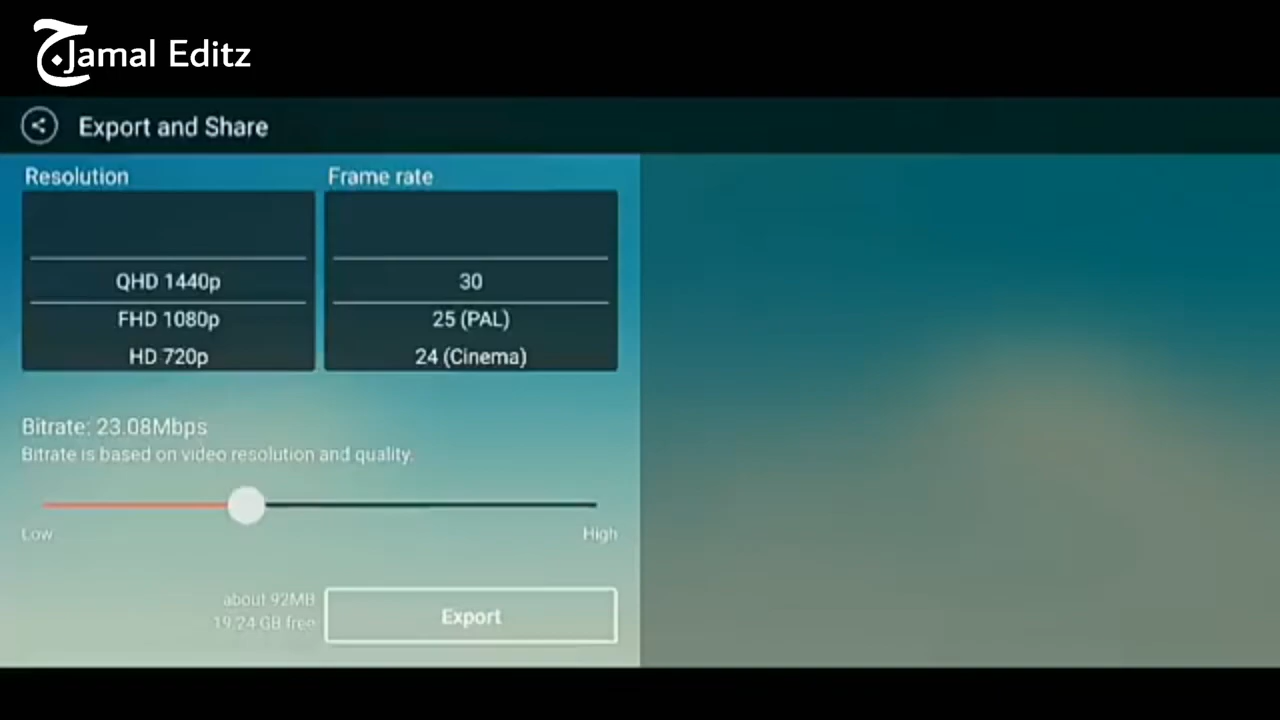 ج Jamal Editz
Export and Share
Resolution
Frame rate
QHD 1440p
30
FHD 1080p
25 (PAL)
HD 720p
24 (Cinema)
Bitrate: 23.08Mbps
Bitrate is based on video resolution and quality.
Low
High
about 92MB
19.24 GB free
Export